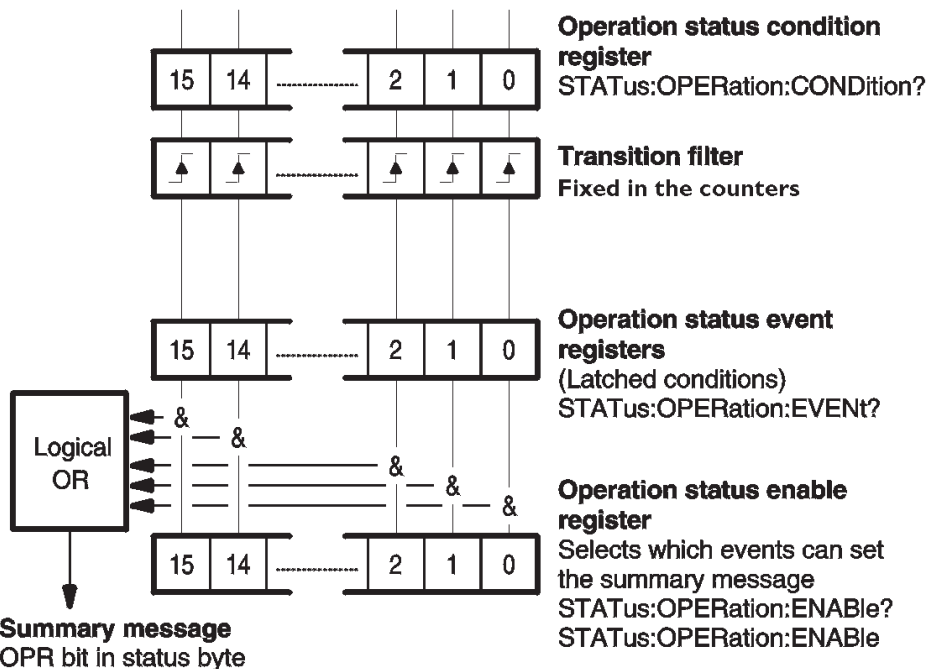 15 14 2 1 0
Operation status condition
register
STATus:OPERation:CONDition?
Transition filter
Fixed in the counters
15 14 2 1 0
Operation status event
registers
(Latched conditions)
STATus:OPERation:EVENt?
Logical
OR
&
&
&
&
&
15 14 2 1 0
Operation status enable
register
Selects which events can set
the summary message
STATus:OPERation:ENABle?
STATus:OPERation:ENABle
Summary message
OPR bit in status byte